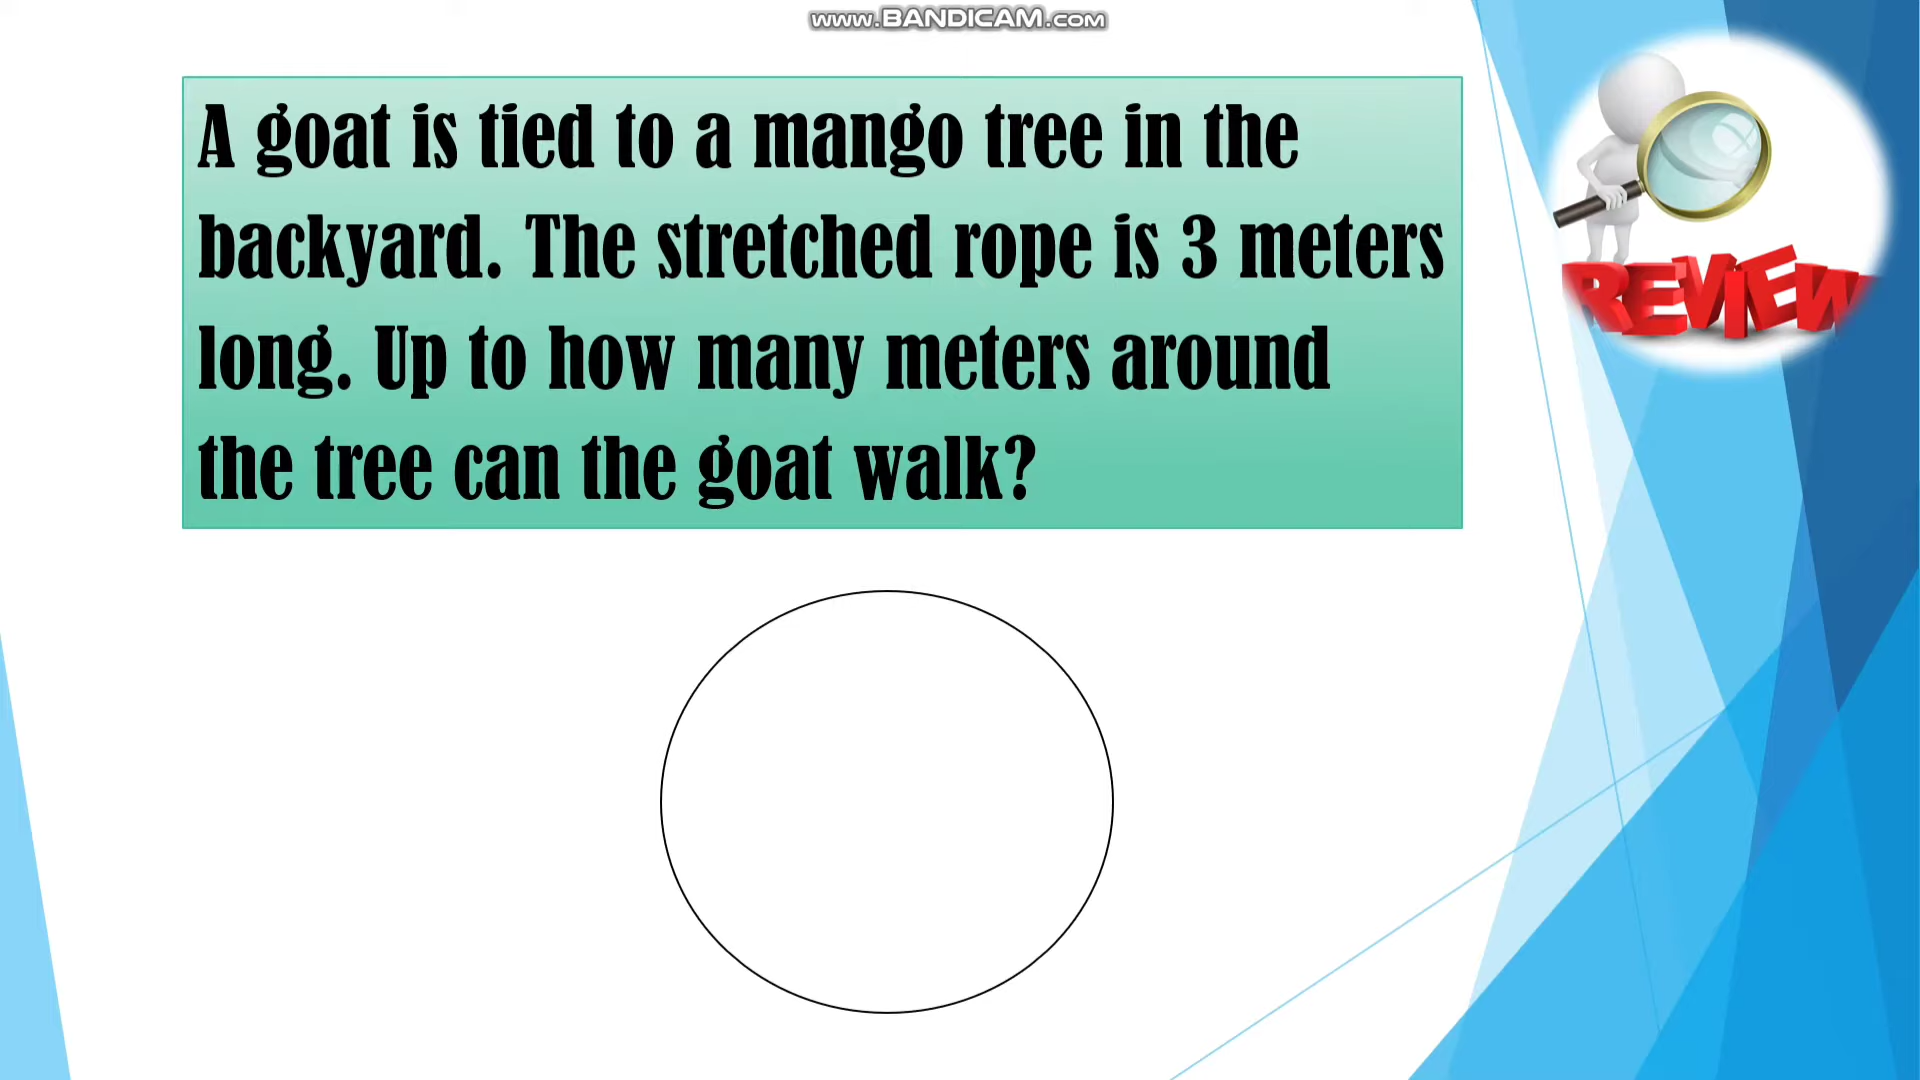 www.BANDICAM.com
A goat is tied to a mango tree in the
backyard. The stretched rope is 3 meters
long. Up to how many meters around
the tree can the goat walk?
REVIEW